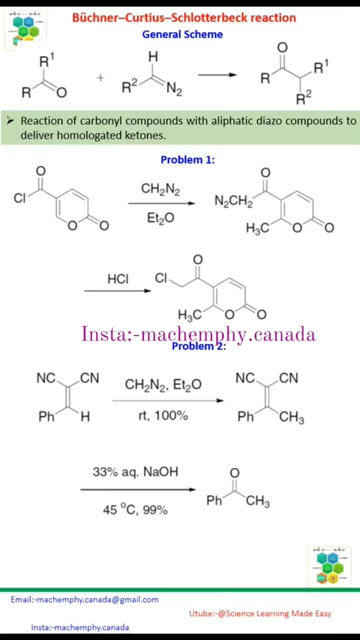 Büchner–Curtius–Schlotterbeck reaction
General Scheme
R¹
R
O
+
H
R²
N₂
O
R
R¹
R²
➢ Reaction of carbonyl compounds with aliphatic diazo compounds to
deliver homologated ketones.
Problem 1:
O
Cl
O
O
CH₂N₂
Et₂O
O
N₂CH₂
H₃C
O
O
HCl
O
Cl
H₃C
O
O
Insta:-machemphy.canada
Problem 2:
NC
CN
Ph
H
CH₂N₂, Et₂O
rt, 100%
NC
CN
Ph
CH₃
33% aq. NaOH
45 °C, 99%
O
Ph
CH₃
Email:-machemphy.canada@gmail.com
Utube:-@Science Learning Made Easy
Insta:-machemphy.canada